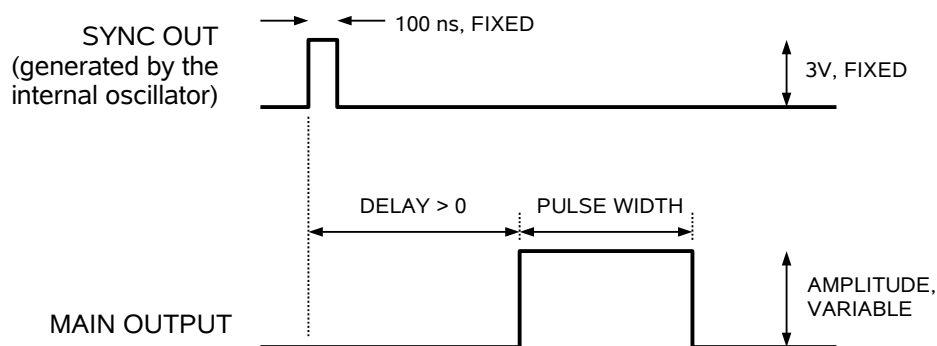 100 ns, FIXED
SYNC OUT
(generated by the
internal oscillator)
3V, FIXED
DELAY > 0
PULSE WIDTH
AMPLITUDE,
VARIABLE
MAIN OUTPUT